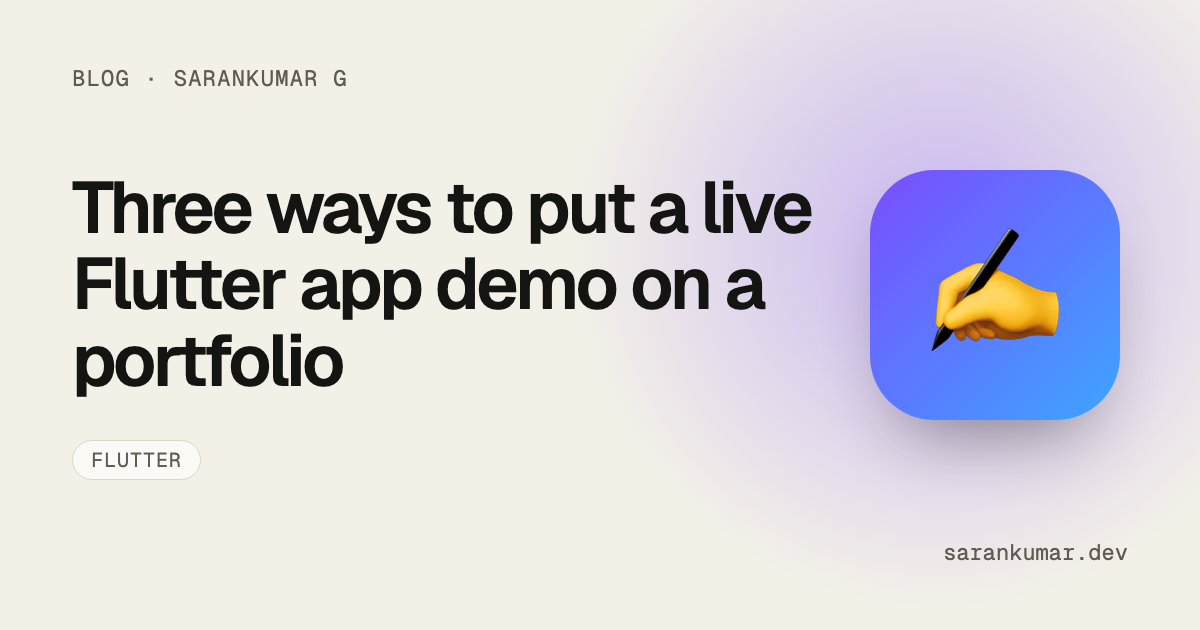 BLOG · SARANKUMAR G
Three ways to put a live
Flutter app demo on a
portfolio
FLUTTER
sarankumar.dev